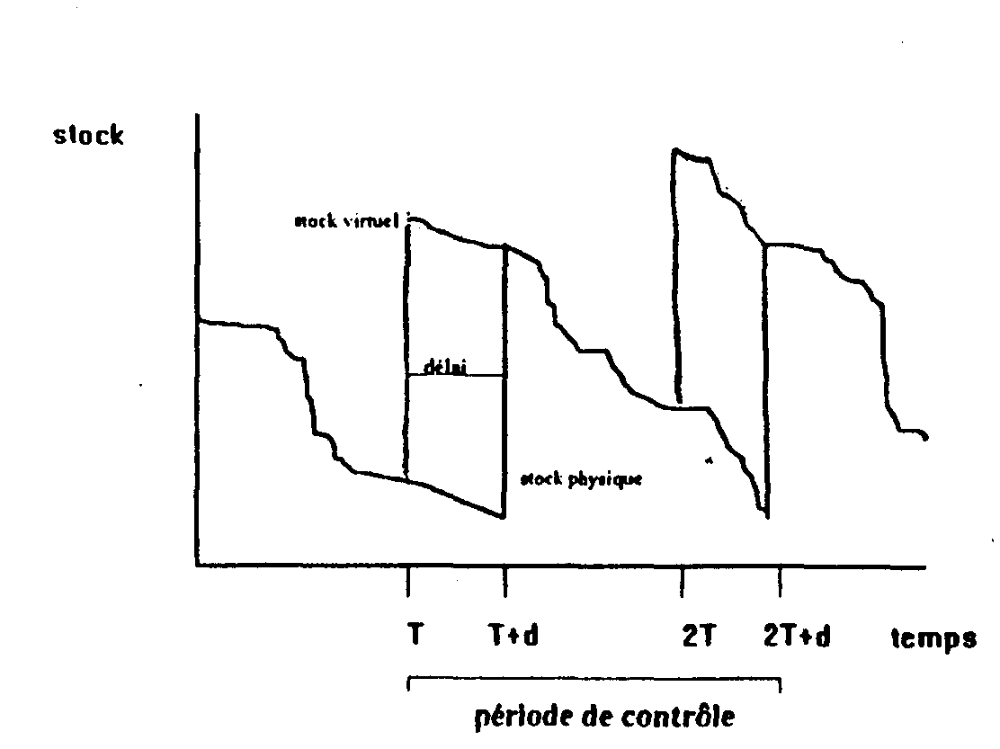 stock
stock virtuel
délai
stock physique
T T+d 2T 2T+d temps
période de contrôle